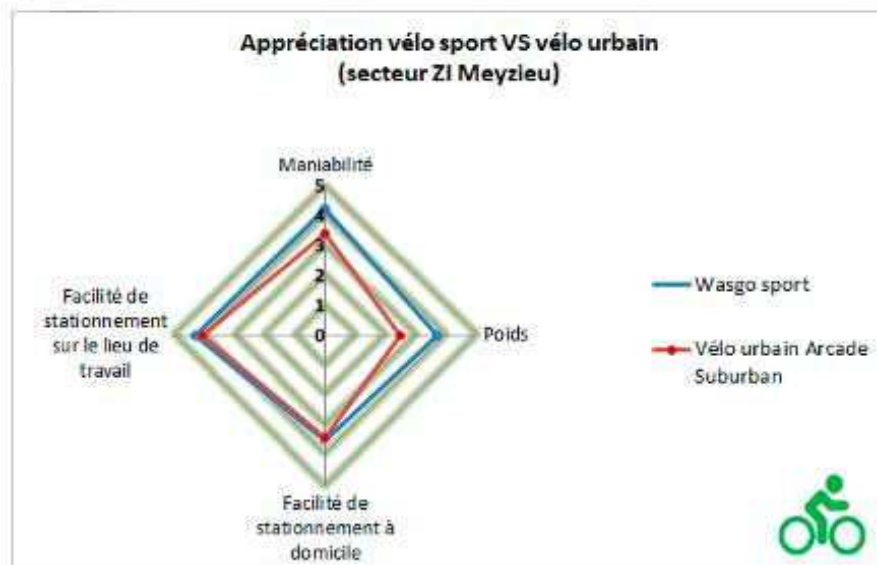 Appréciation vélo sport VS vélo urbain
(secteur ZI Meyzieu)
Maniabilité
5
4
3
2
1
0
Poids
Facilité de
stationnement à
domicile
Facilité de
stationnement
sur le lieu de
travail
Wasgo sport
Vélo urbain Arcade
Suburban